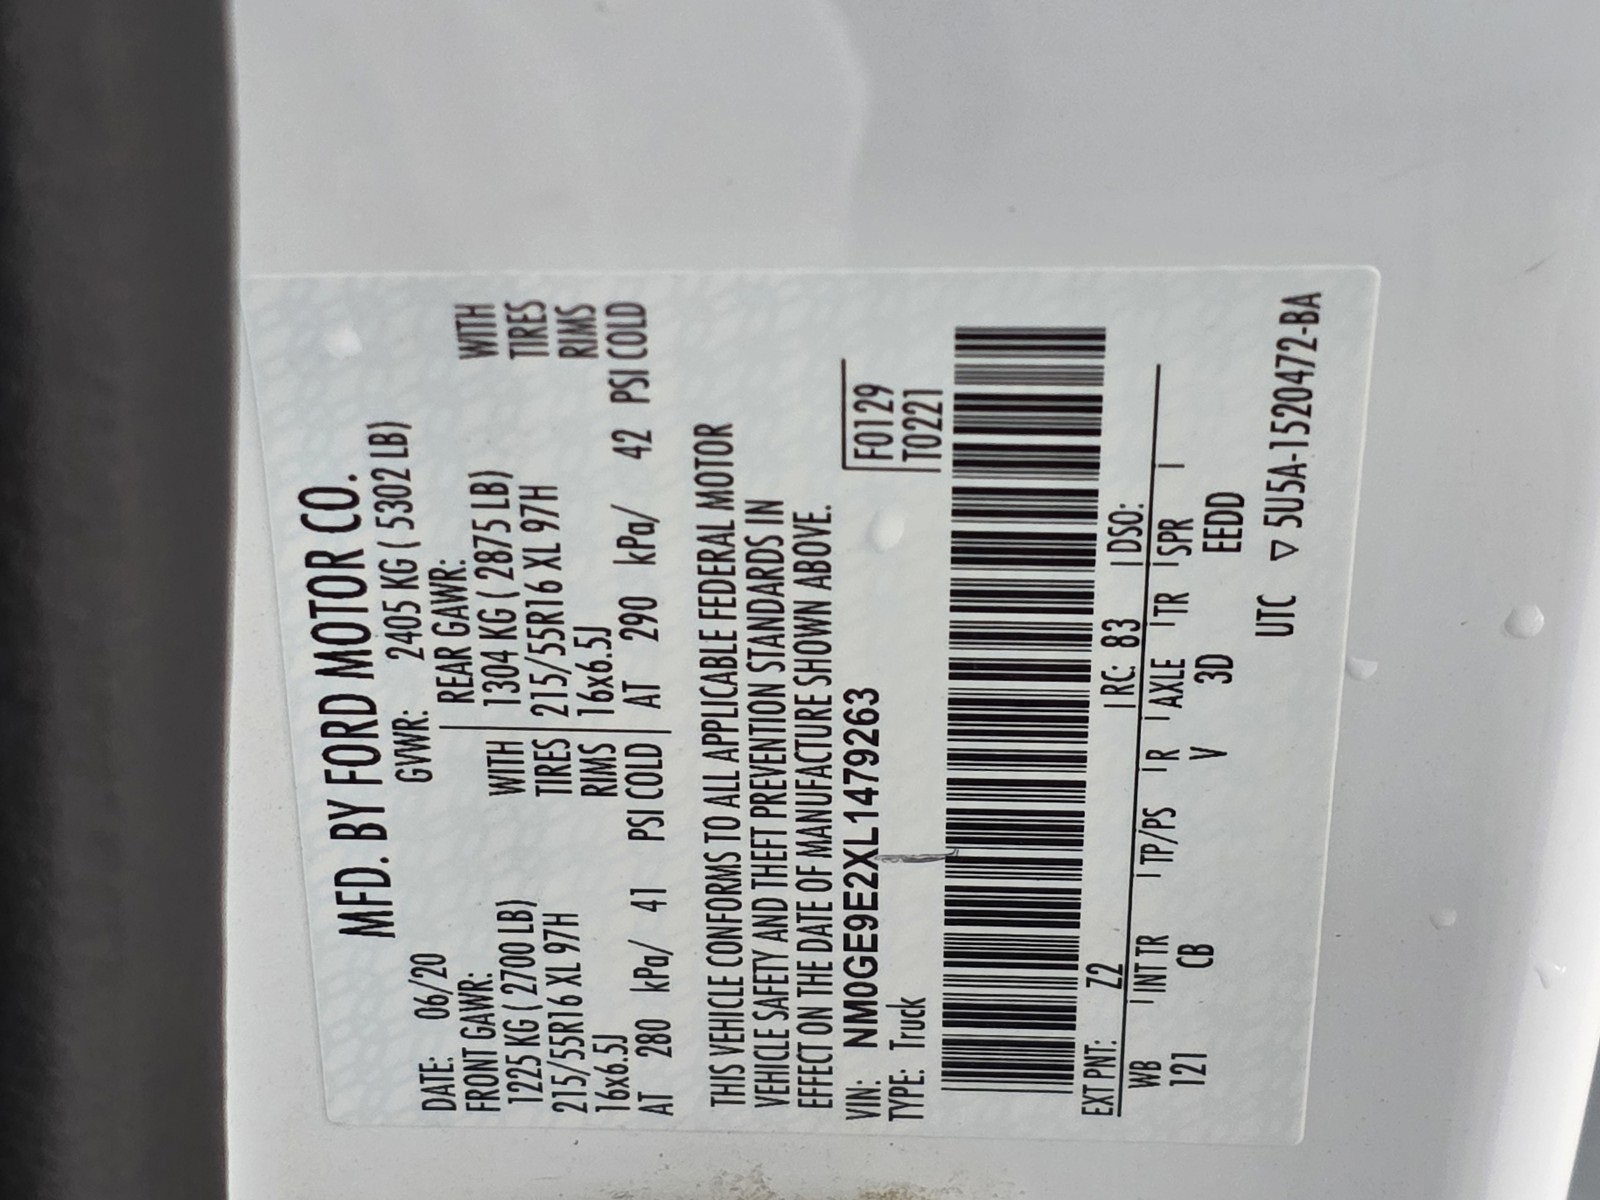 MFD. BY FORD MOTOR CO.
DATE: 06/20 GVWR: 2405 KG ( 5302 LB)
FRONT GAWR: REAR GAWR:
1225 KG ( 2700 LB) WITH 1304 KG ( 2875 LB) WITH
215/55R16 XL 97H TIRES 215/55R16 XL 97H TIRES
16x6.5J RIMS 16x6.5J RIMS
AT 280 kPa/ 41 PSI COLD AT 290 kPa/ 42 PSI COLD
THIS VEHICLE CONFORMS TO ALL APPLICABLE FEDERAL MOTOR
VEHICLE SAFETY AND THEFT PREVENTION STANDARDS IN
EFFECT ON THE DATE OF MANUFACTURE SHOWN ABOVE.
VIN: NM0GE9E2XL1479263 F0129
TYPE: Truck T0221
EXT PNT: Z2 RC: 83 DSO:
WB INT TR TP/PS R AXLE TR SPR
121 CB V 3D EEDD
UTC ▽ 5U5A-1520472-BA